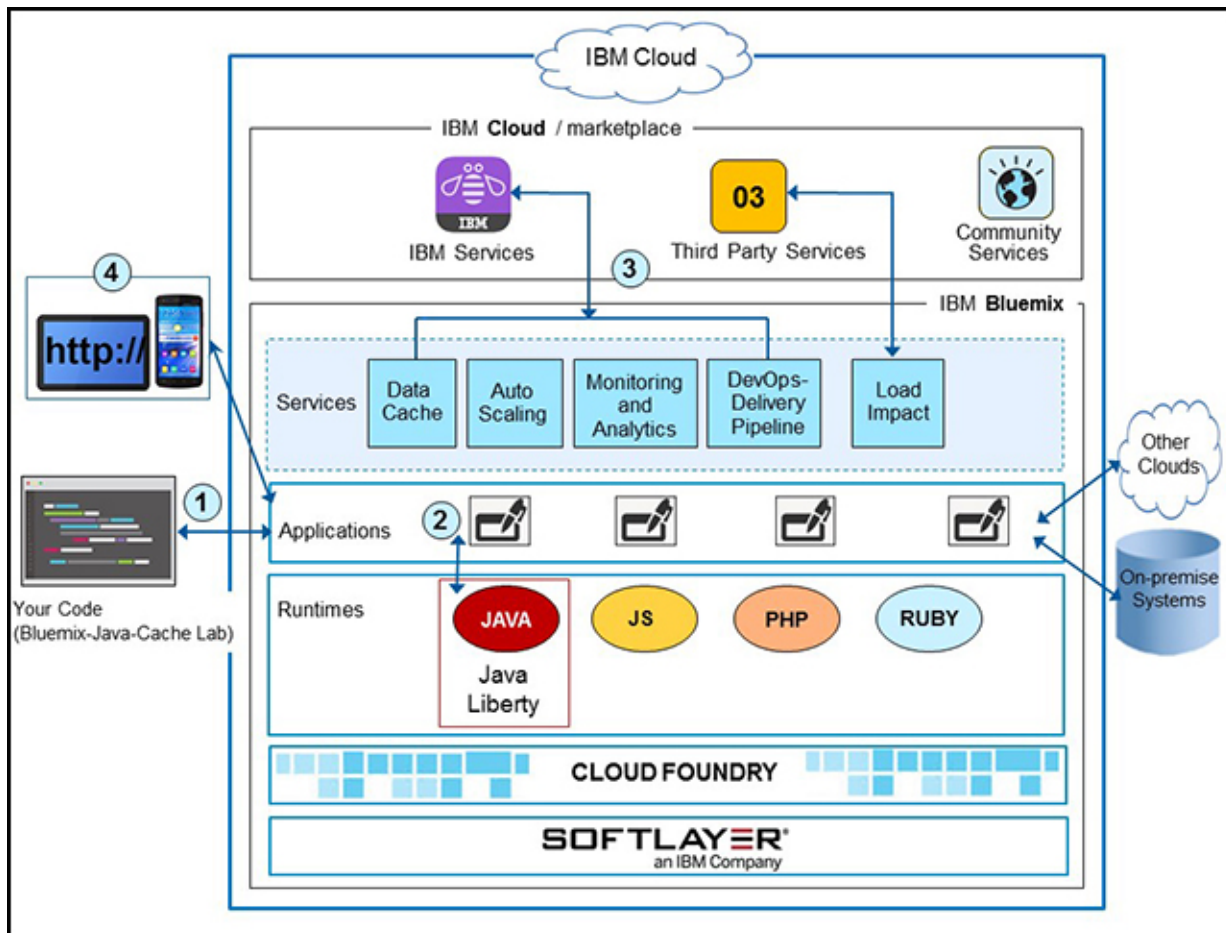 IBM Cloud
IBM Cloud / marketplace
IBM
IBM Services
03
Third Party Services
Community
Services
4
3
IBM Bluemix
http://
Services
Data
Cache
Auto
Scaling
Monitoring
and
Analytics
DevOps-
Delivery
Pipeline
Load
Impact
Other
Clouds
1
Applications
2
On-premise
Systems
Your Code
(Bluemix-Java-Cache Lab)
Runtimes
JAVA
JS
PHP
RUBY
Java
Liberty
CLOUD FOUNDRY
SOFTLAYER®
an IBM Company